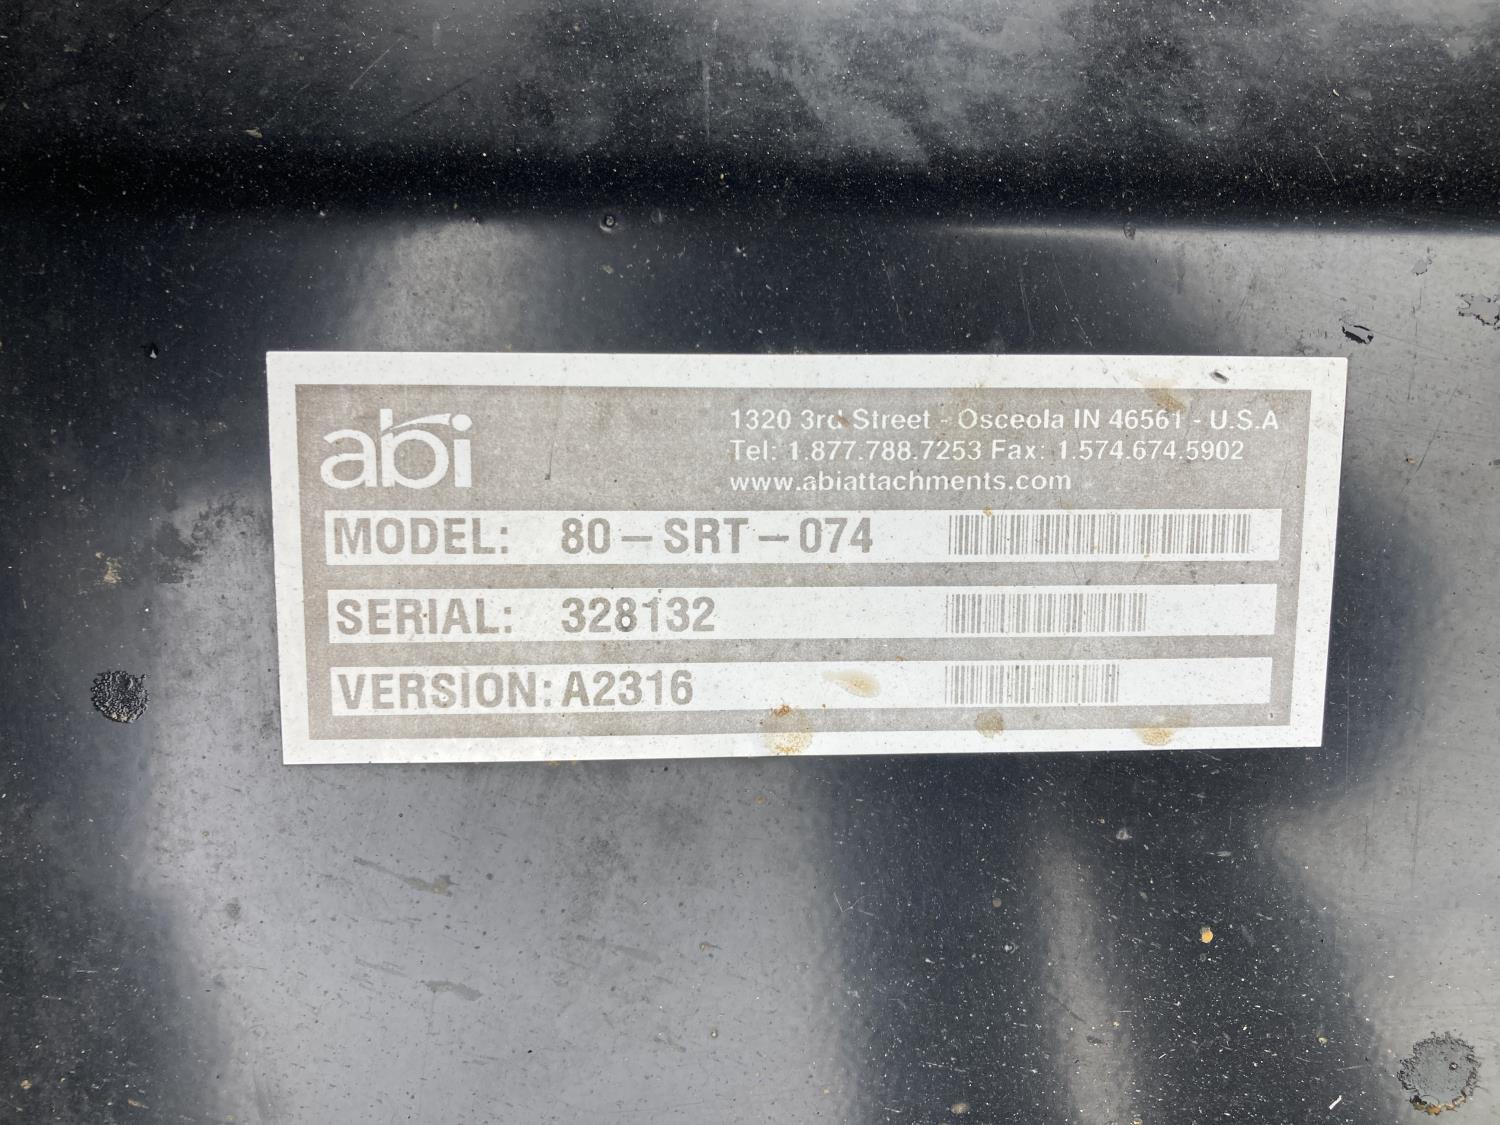 abi
1320 3rd Street - Osceola IN 46561 - U.S.A
Tel: 1.877.788.7253 Fax: 1.574.674.5902
www.abiattachments.com
MODEL: 80-SRT-074
SERIAL: 328132
VERSION: A2316